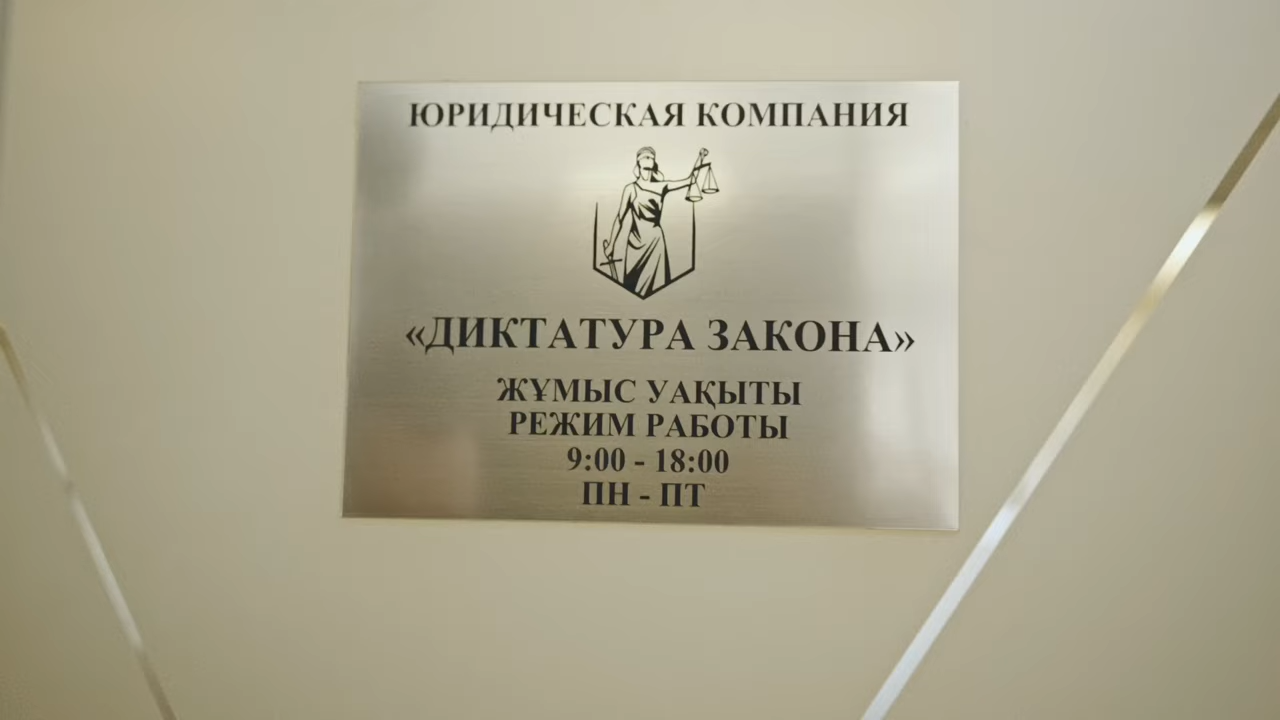 ЮРИДИЧЕСКАЯ КОМПАНИЯ
«ДИКТАТУРА ЗАКОНА»
ЖҰМЫС УАҚЫТЫ
РЕЖИМ РАБОТЫ
9:00 - 18:00
ПН - ПТ